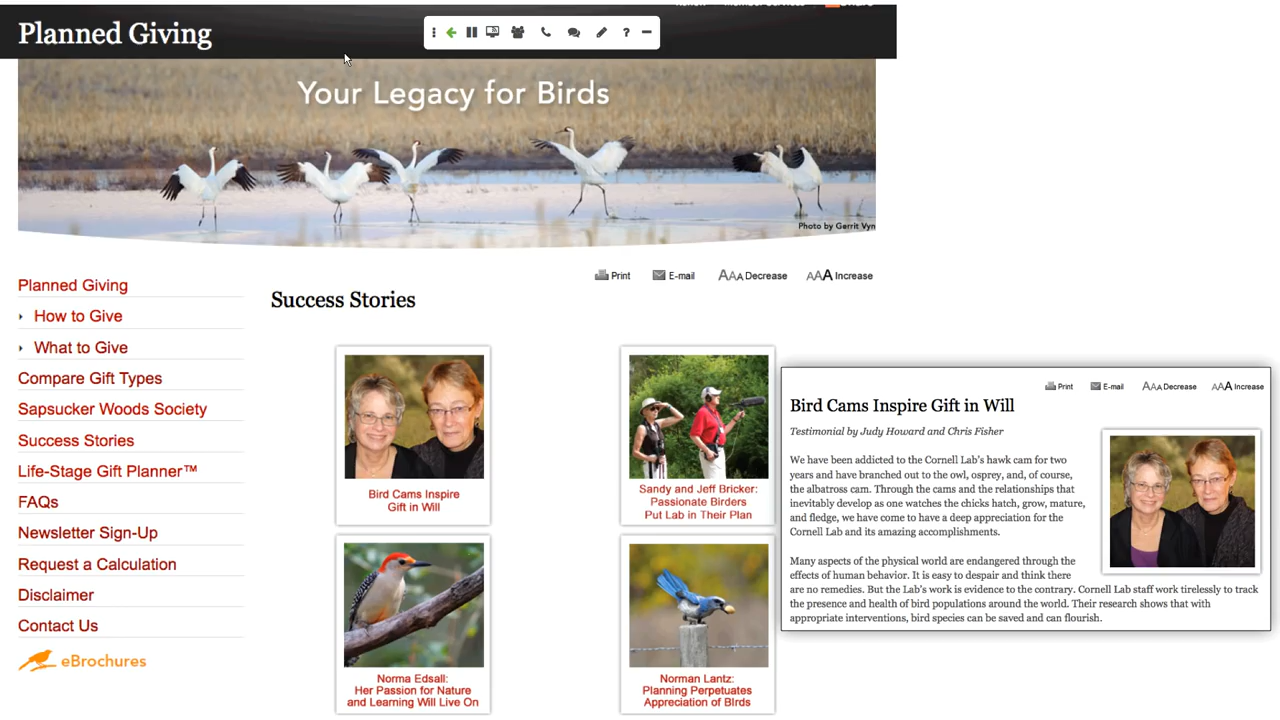 Planned Giving
?
Your Legacy for Birds
Photo by Gerrit Vyn
Print E-mail AAA Decrease AAA Increase
Planned Giving
How to Give
What to Give
Compare Gift Types
Sapsucker Woods Society
Success Stories
Life-Stage Gift Planner™
FAQs
Newsletter Sign-Up
Request a Calculation
Disclaimer
Contact Us
eBrochures
Success Stories
Bird Cams Inspire
Gift in Will
Sandy and Jeff Bricker:
Passionate Birders
Put Lab in Their Plan
Norma Edsall:
Her Passion for Nature
and Learning Will Live On
Norman Lantz:
Planning Perpetuates
Appreciation of BIrds
Print E-mail AAA Decrease AAA Increase
Bird Cams Inspire Gift in Will
Testimonial by Judy Howard and Chris Fisher
We have been addicted to the Cornell Lab's hawk cam for two
years and have branched out to the owl, osprey, and, of course,
the albatross cam. Through the cams and the relationships that
inevitably develop as one watches the chicks hatch, grow, mature,
and fledge, we have come to have a deep appreciation for the
Cornell Lab and its amazing accomplishments.
Many aspects of the physical world are endangered through the
effects of human behavior. It is easy to despair and think there
are no remedies. But the Lab's work is evidence to the contrary. Cornell Lab staff work tirelessly to track
the presence and health of bird populations around the world. Their research shows that with
appropriate interventions, bird species can be saved and can flourish.